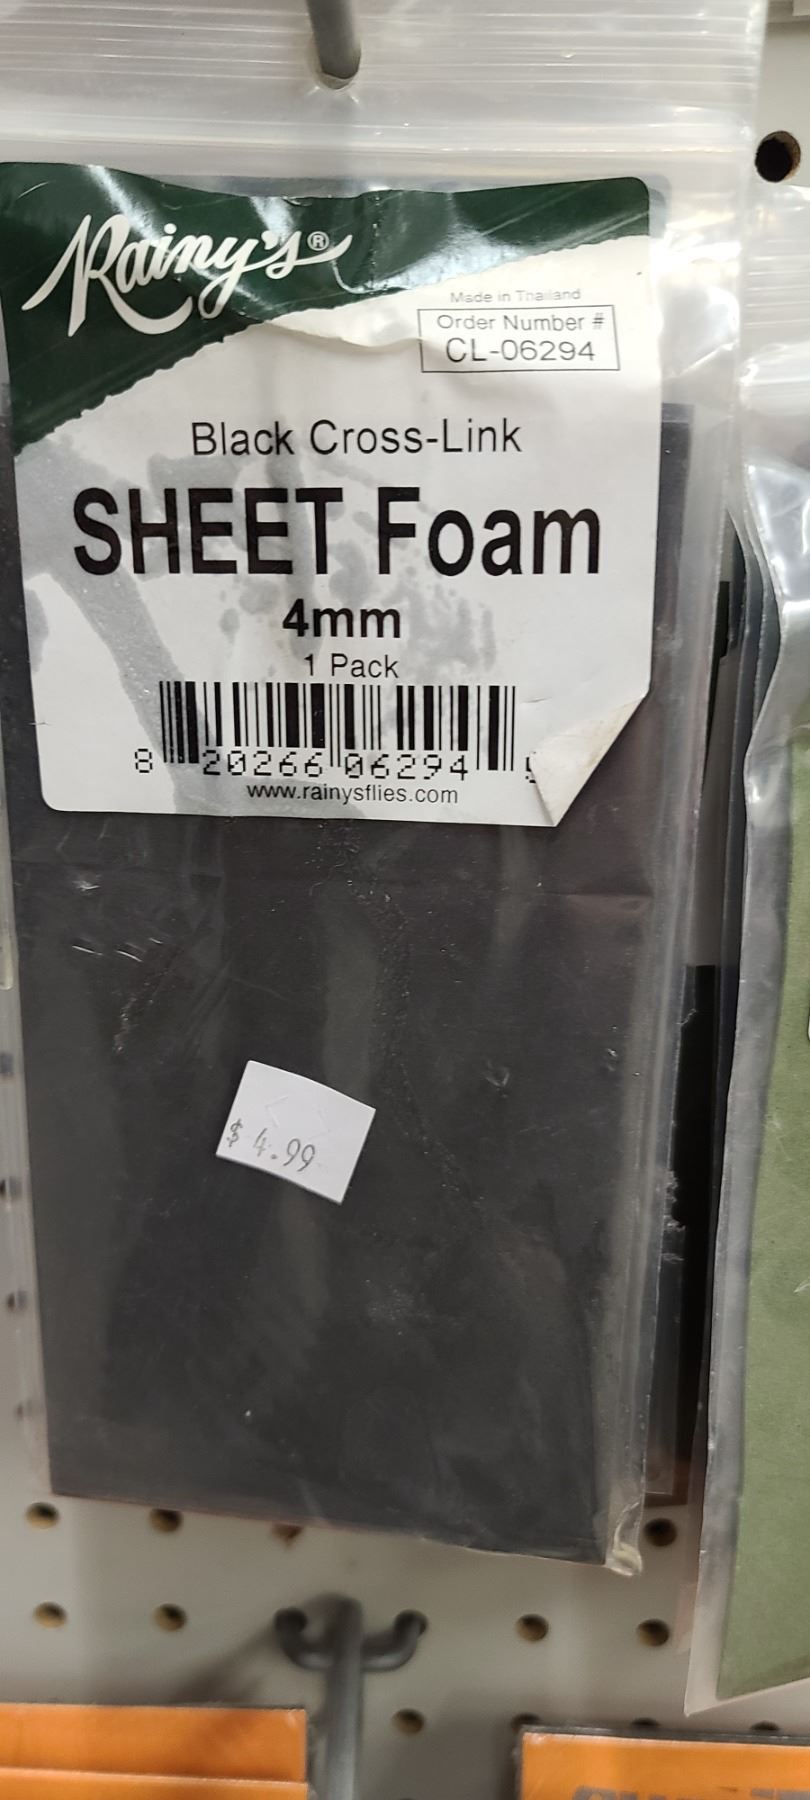 Rainy's®
Made in Thailand
Order Number #
CL-06294
Black Cross-Link
SHEET Foam
4mm
1 Pack
8 20266 06294
www.rainysflies.com
$ 4.99